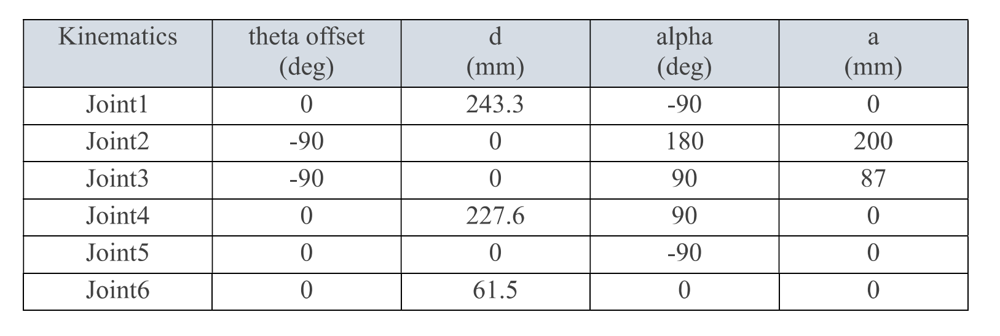 Kinematics theta offset d alpha a
(deg) (mm) (deg) (mm)
Joint1 0 243.3 -90 0
Joint2 -90 0 180 200
Joint3 -90 0 90 87
Joint4 0 227.6 90 0
Joint5 0 0 -90 0
Joint6 0 61.5 0 0